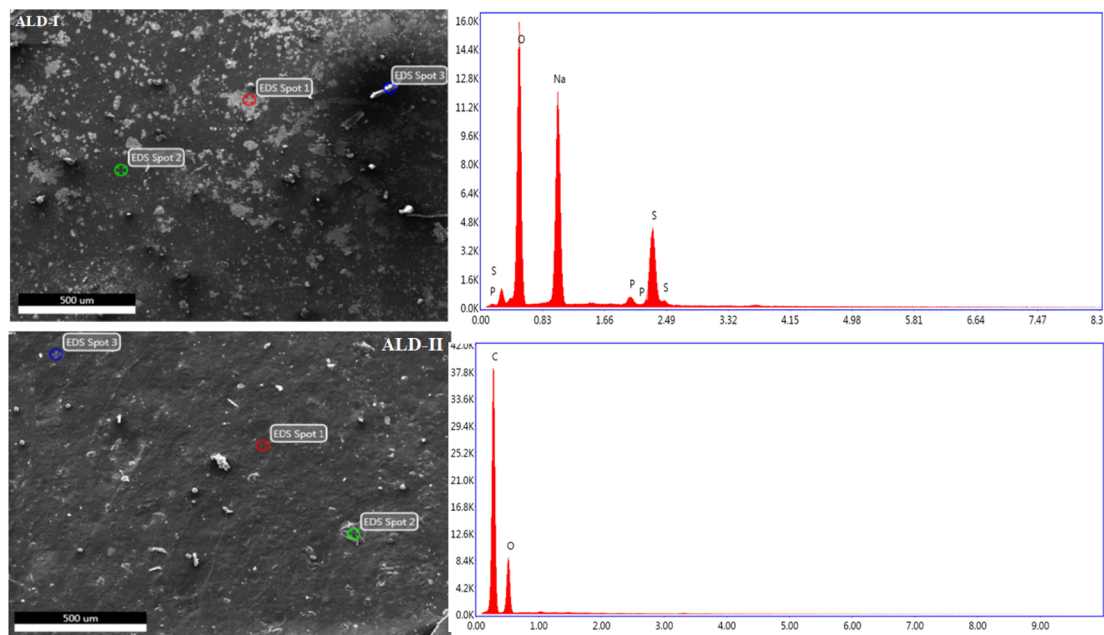 ALD-I
EDS Spot 1
EDS Spot 3
EDS Spot 2
500 um
16.0K
14.4K
12.8K
11.2K
9.6K
8.0K
6.4K
4.8K
3.2K
1.6K
0.0K
O
Na
S
S
P
P
P
S
0.00 0.83 1.66 2.49 3.32 4.15 4.98 5.81 6.64 7.47 8.3
ALD-II
EDS Spot 3
EDS Spot 1
EDS Spot 2
500 um
42.0K
37.8K
33.6K
29.4K
25.2K
21.0K
16.8K
12.6K
8.4K
4.2K
0.0K
C
O
0.00 1.00 2.00 3.00 4.00 5.00 6.00 7.00 8.00 9.00